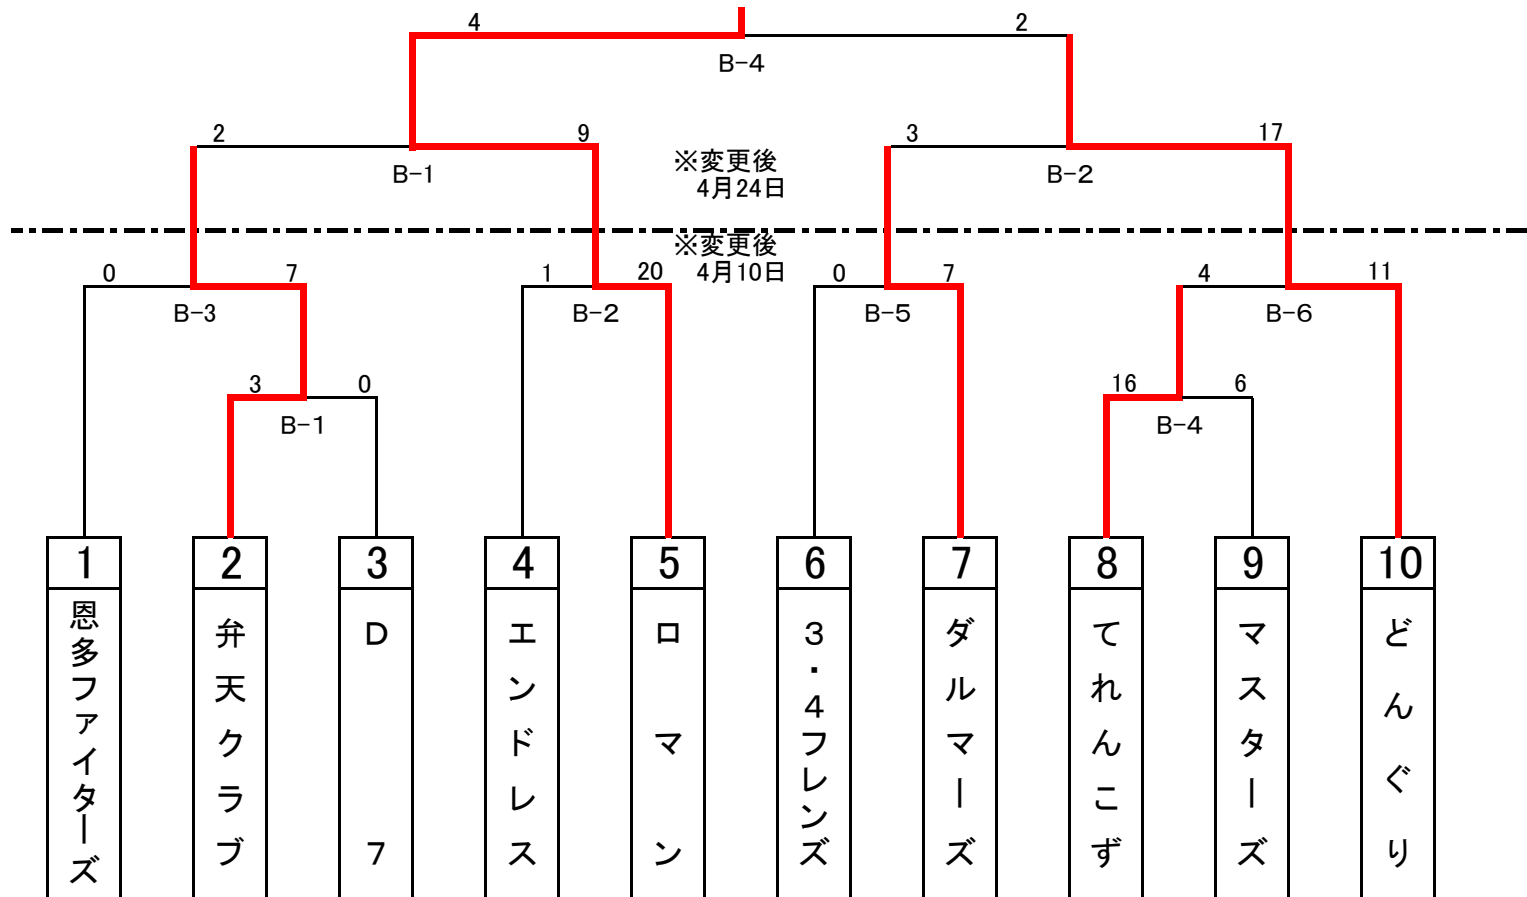 4 2
B-4
2 9 3 17
※変更後
4月24日
B-1 B-2
※変更後
4月10日
0 7 1 20 0 7 4 11
B-3 B-2 B-5 B-6
3 0 16 6
B-1 B-4
1 2 3 4 5 6 7 8 9 10
恩多ファイターズ
弁天クラブ
D7
エンドレス
ロマン
3・4フレンズ
ダルマーズ
てれんこず
マスターズ
どんぐり